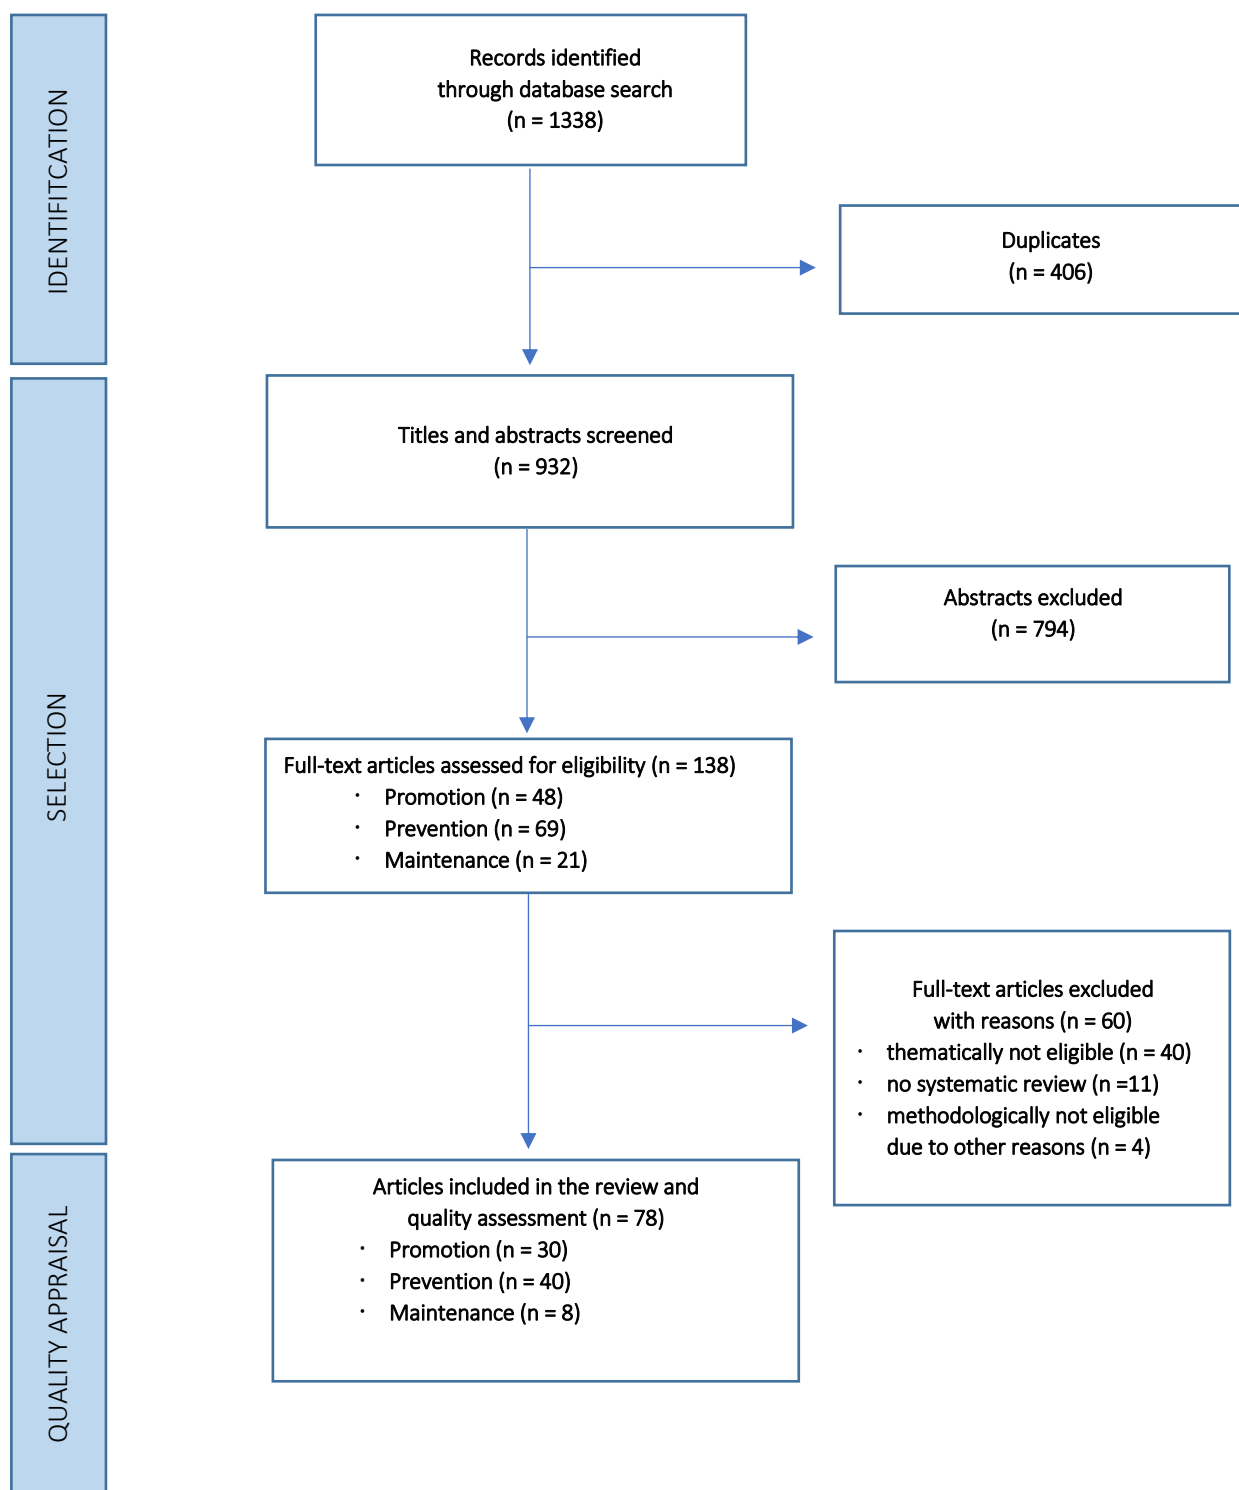 IDENTIFITCATION
Records identified
through database search
(n = 1338)
Duplicates
(n = 406)
SELECTION
Titles and abstracts screened
(n = 932)
Abstracts excluded
(n = 794)
Full-text articles assessed for eligibility (n = 138)
· Promotion (n = 48)
· Prevention (n = 69)
· Maintenance (n = 21)
Full-text articles excluded
with reasons (n = 60)
· thematically not eligible (n = 40)
· no systematic review (n =11)
· methodologically not eligible
due to other reasons (n = 4)
QUALITY APPRAISAL
Articles included in the review and
quality assessment (n = 78)
· Promotion (n = 30)
· Prevention (n = 40)
· Maintenance (n = 8)